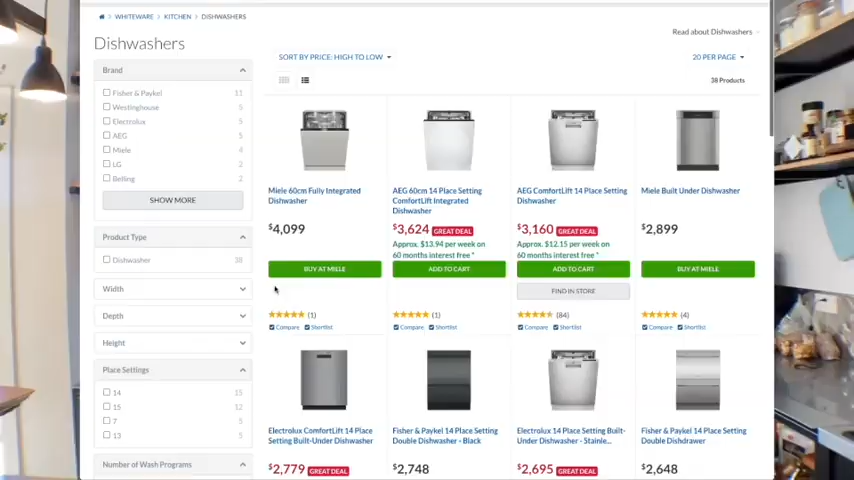 WHITEWARE > KITCHEN > DISHWASHERS
Read about Dishwashers
Dishwashers
SORT BY PRICE: HIGH TO LOW
20 PER PAGE
38 Products
Brand
Fisher & Paykel 11
Westinghouse 5
Electrolux 5
AEG 5
Miele 4
LG 2
Belling 2
SHOW MORE
Product Type
Dishwasher 38
Width
Depth
Height
Place Settings
14 15
15 12
7 5
13 5
Number of Wash Programs
Miele 60cm Fully Integrated
Dishwasher
$4,099
BUY AT MIELE
(1)
Compare Shortlist
AEG 60cm 14 Place Setting
ComfortLift Integrated
Dishwasher
$3,624 GREAT DEAL
Approx. $13.94 per week on
60 months interest free *
ADD TO CART
(1)
Compare Shortlist
AEG ComfortLift 14 Place Setting
Dishwasher
$3,160 GREAT DEAL
Approx. $12.15 per week on
60 months interest free *
ADD TO CART
FIND IN STORE
(84)
Compare Shortlist
Miele Built Under Dishwasher
$2,899
BUY AT MIELE
(4)
Compare Shortlist
Electrolux ComfortLift 14 Place
Setting Built-Under Dishwasher
$2,779 GREAT DEAL
Fisher & Paykel 14 Place Setting
Double Dishwasher - Black
$2,748
Electrolux 14 Place Setting Built-
Under Dishwasher - Stainle...
$2,695 GREAT DEAL
Fisher & Paykel 14 Place Setting
Double Dishdrawer
$2,648